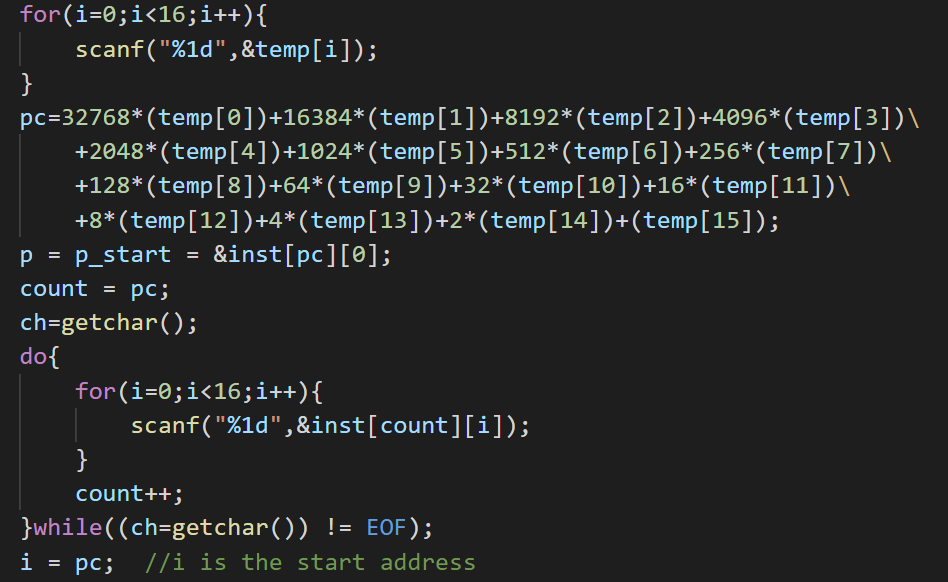 for(i=0;i<16;i++){
    scanf("%1d",&temp[i]);
}
pc=32768*(temp[0])+16384*(temp[1])+8192*(temp[2])+4096*(temp[3])\
    +2048*(temp[4])+1024*(temp[5])+512*(temp[6])+256*(temp[7])\
    +128*(temp[8])+64*(temp[9])+32*(temp[10])+16*(temp[11])\
    +8*(temp[12])+4*(temp[13])+2*(temp[14])+(temp[15]);
p = p_start = &inst[pc][0];
count = pc;
ch=getchar();
do{
    for(i=0;i<16;i++){
        scanf("%1d",&inst[count][i]);
    }
    count++;
}while((ch=getchar()) != EOF);
i = pc;  //i is the start address